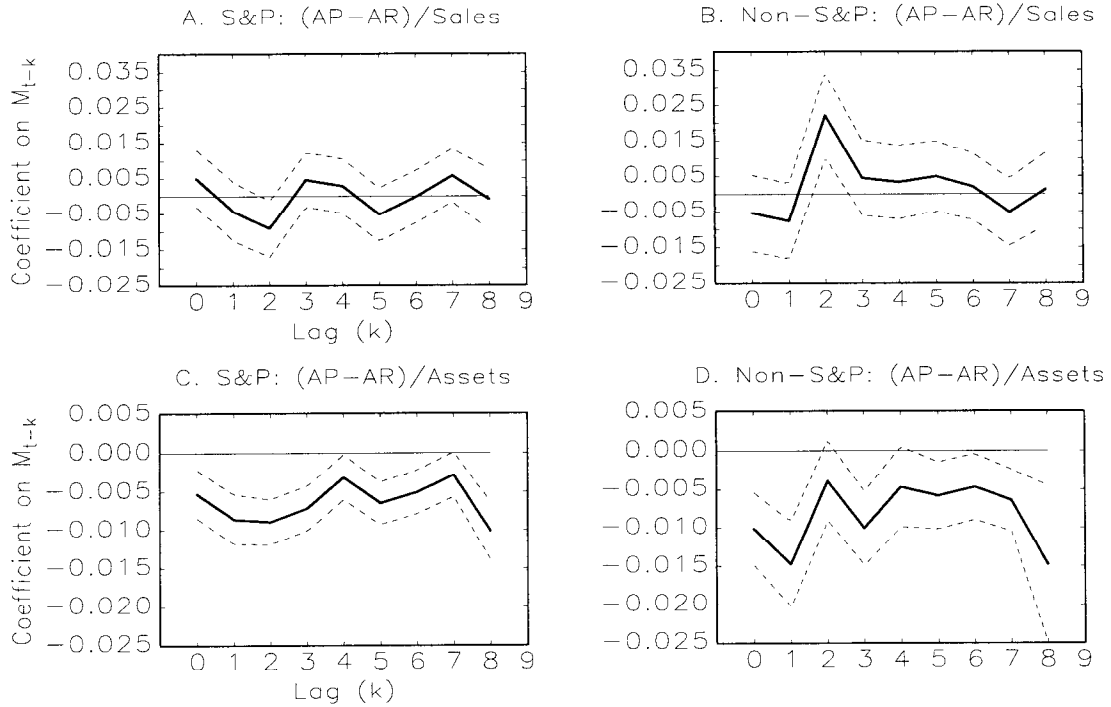 A. S&P: (AP-AR)/Sales
Coefficient on M_{t-k}
0.035
0.025
0.015
0.005
-0.005
-0.015
-0.025
0 1 2 3 4 5 6 7 8 9
Lag (k)
B. Non-S&P: (AP-AR)/Sales
0.035
0.025
0.015
0.005
-0.005
-0.015
-0.025
0 1 2 3 4 5 6 7 8 9
C. S&P: (AP-AR)/Assets
Coefficient on M_{t-k}
0.005
0.000
-0.005
-0.010
-0.015
-0.020
-0.025
0 1 2 3 4 5 6 7 8 9
Lag (k)
D. Non-S&P: (AP-AR)/Assets
0.005
0.000
-0.005
-0.010
-0.015
-0.020
-0.025
0 1 2 3 4 5 6 7 8 9